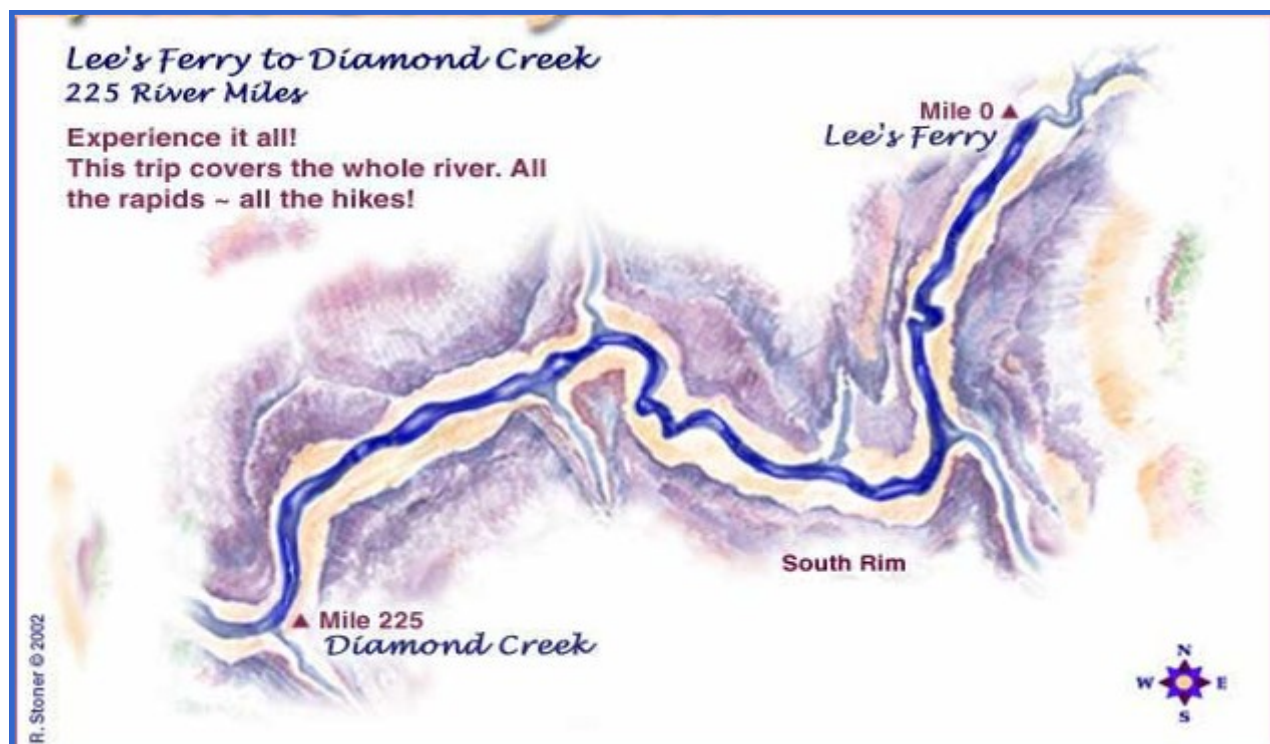 Lee's Ferry to Diamond Creek
225 River Miles
Experience it all!
This trip covers the whole river. All
the rapids ~ all the hikes!
Mile 0 ▲
Lee's Ferry
South Rim
▲ Mile 225
Diamond Creek
N
W E
S
R. Stoner © 2002